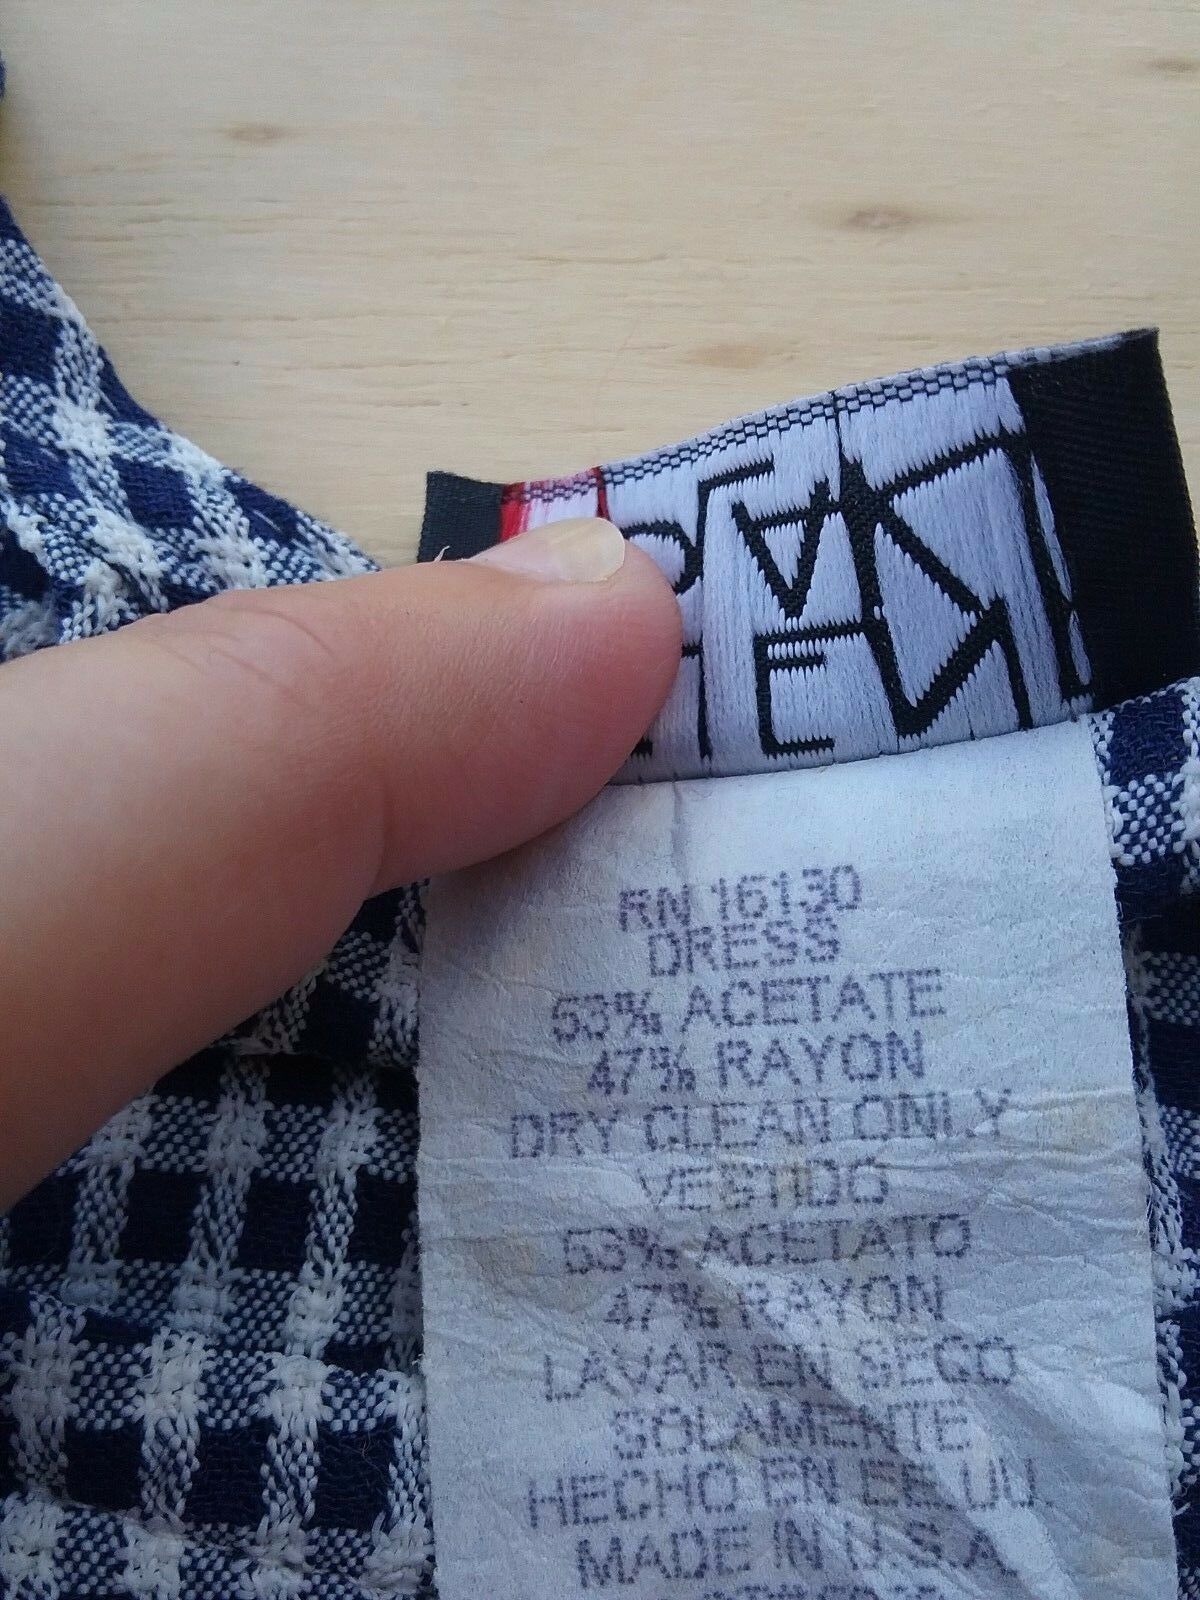 RN 16130
DRESS
53% ACETATE
47% RAYON
DRY CLEAN ONLY
VESTIDO
53% ACETATO
47% RAYON
LAVAR EN SECO
SOLAMENTE
HECHO EN EE UU
MADE IN U.S.A